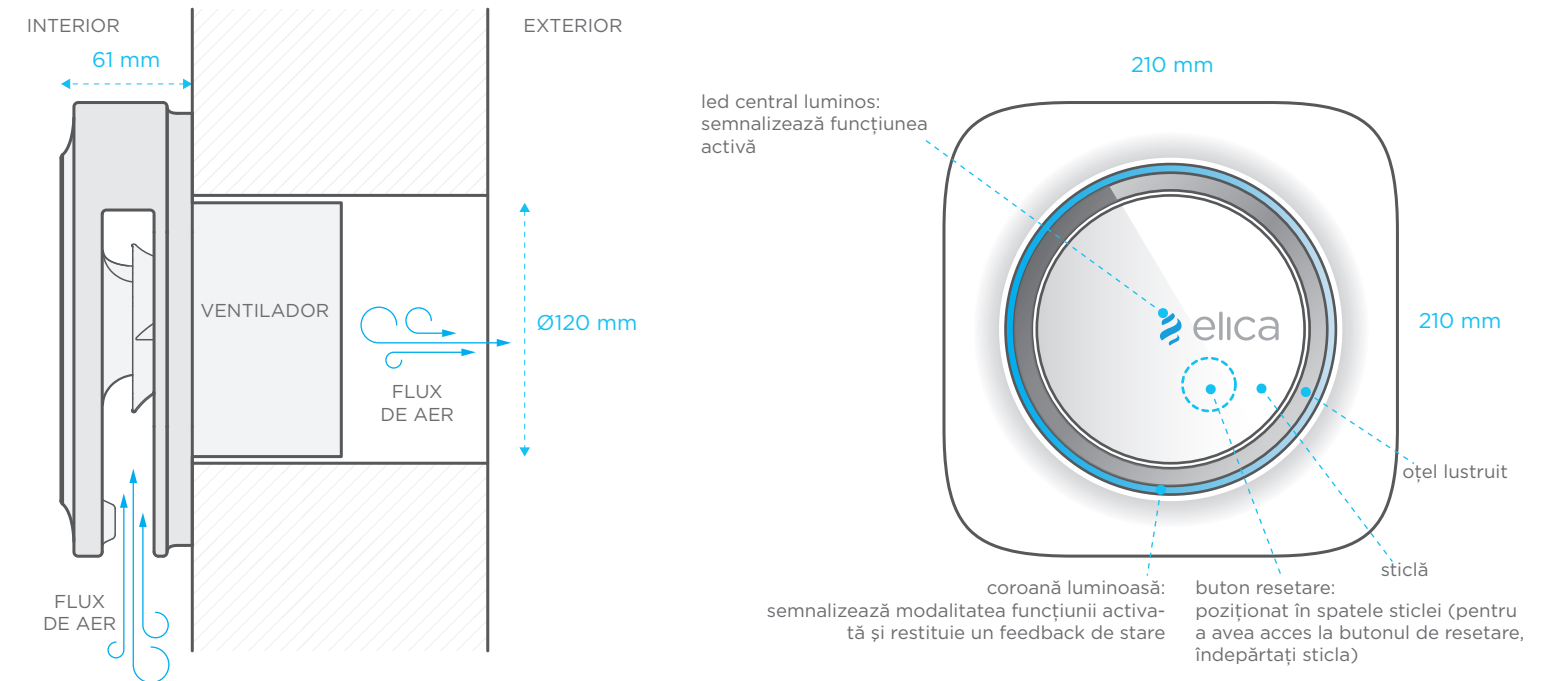 INTERIOR
EXTERIOR
61 mm
VENTILADOR
Ø120 mm
FLUX
DE AER
FLUX
DE AER
210 mm
led central luminos:
semnalizează funcțiunea
activă
elica
210 mm
oțel lustruit
sticlă
coroană luminoasă:
semnalizează modalitatea funcțiunii activa-
tă și restituie un feedback de stare
buton resetare:
poziționat în spatele sticlei (pentru
a avea acces la butonul de resetare,
îndepărtați sticla)